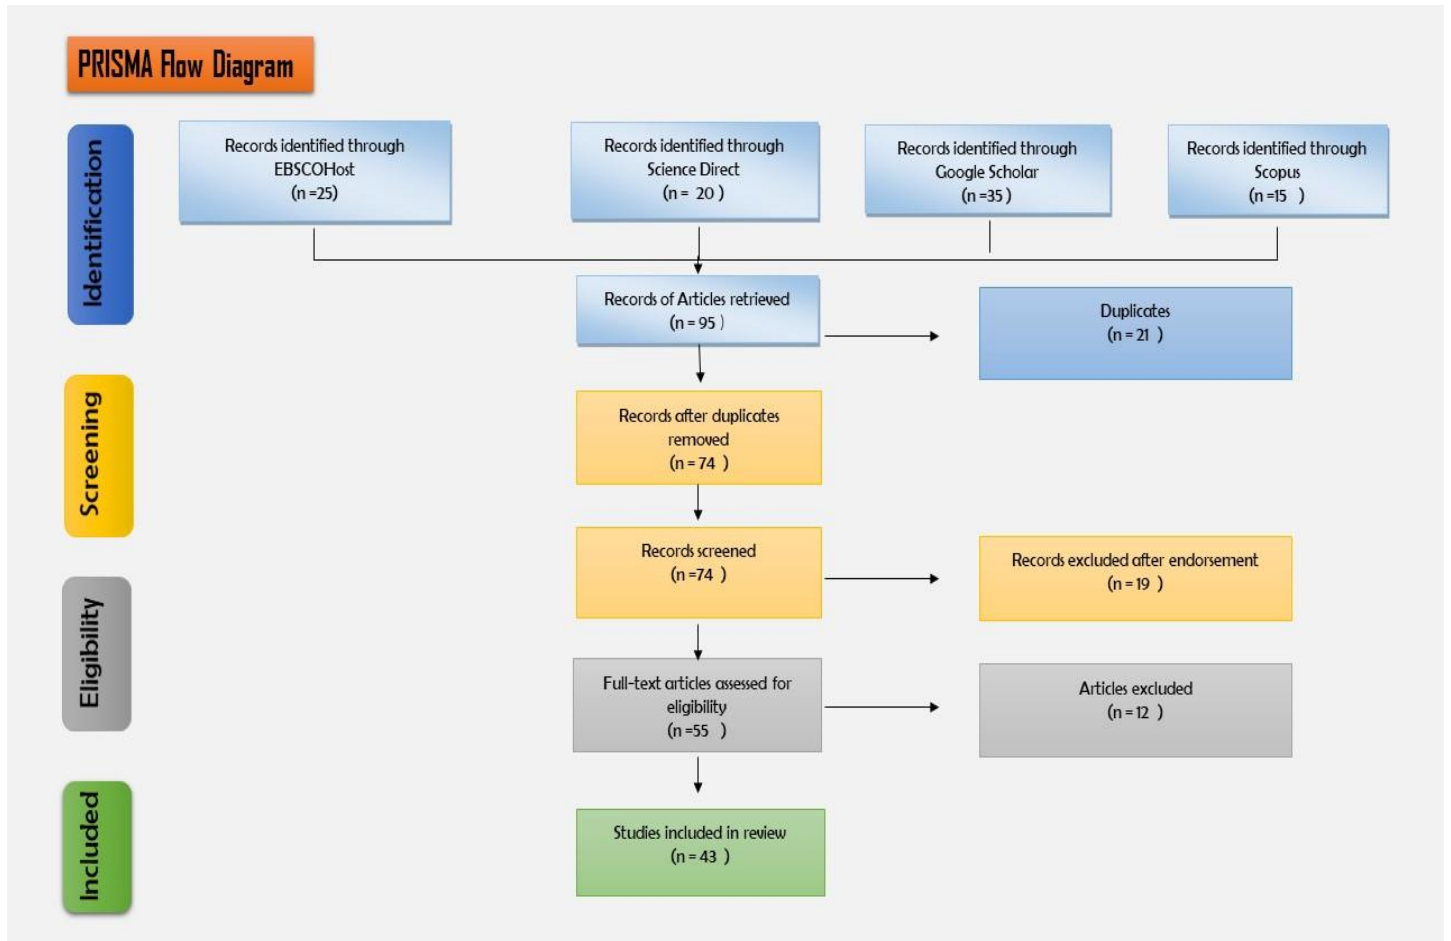 PRISMA Flow Diagram
Identification
Records identified through
EBSCOHost
(n =25)
Records identified through
Science Direct
(n = 20 )
Records identified through
Google Scholar
(n =35 )
Records identified through
Scopus
(n =15 )
Records of Articles retrieved
(n = 95 )
Duplicates
(n = 21 )
Screening
Records after duplicates
removed
(n = 74 )
Records screened
(n =74 )
Records excluded after endorsement
(n = 19 )
Eligibility
Full-text articles assessed for
eligibility
(n =55 )
Articles excluded
(n = 12 )
Included
Studies included in review
(n = 43 )